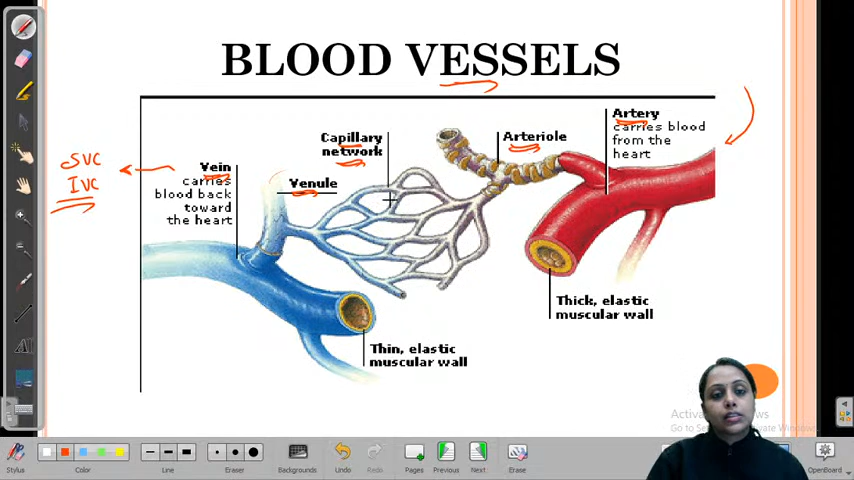 BLOOD VESSELS
Capillary
network
Arteriole
Artery
carries blood
from the
heart
SVC
IVC
Vein
carries
blood back
toward
the heart
Venule
Thick, elastic
muscular wall
Thin, elastic
muscular wall
Stylus
Color
Line
Eraser
Backgrounds
Undo
Redo
Pages
Previous
Next
Erase
OpenBoard